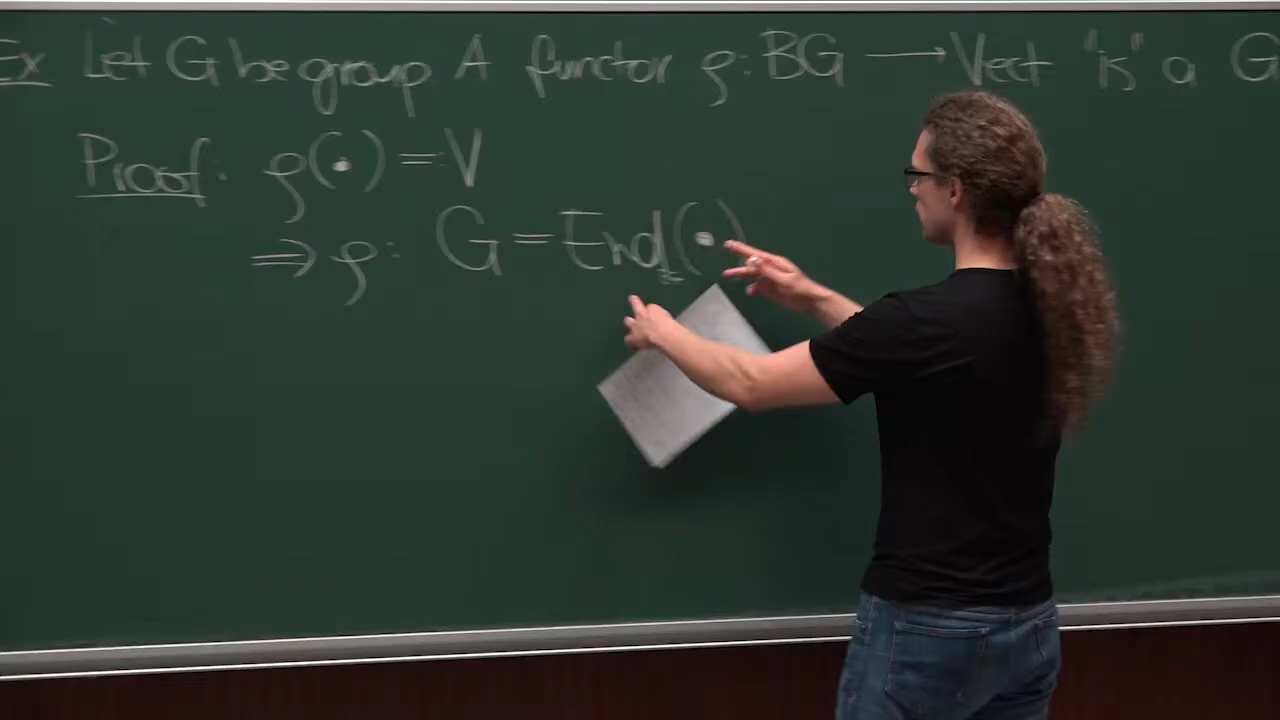 Ex Let G be group A functor ρ: BG → Vect "is" a G
Proof: ρ(•) =: V
⇒ ρ: G = End(•)